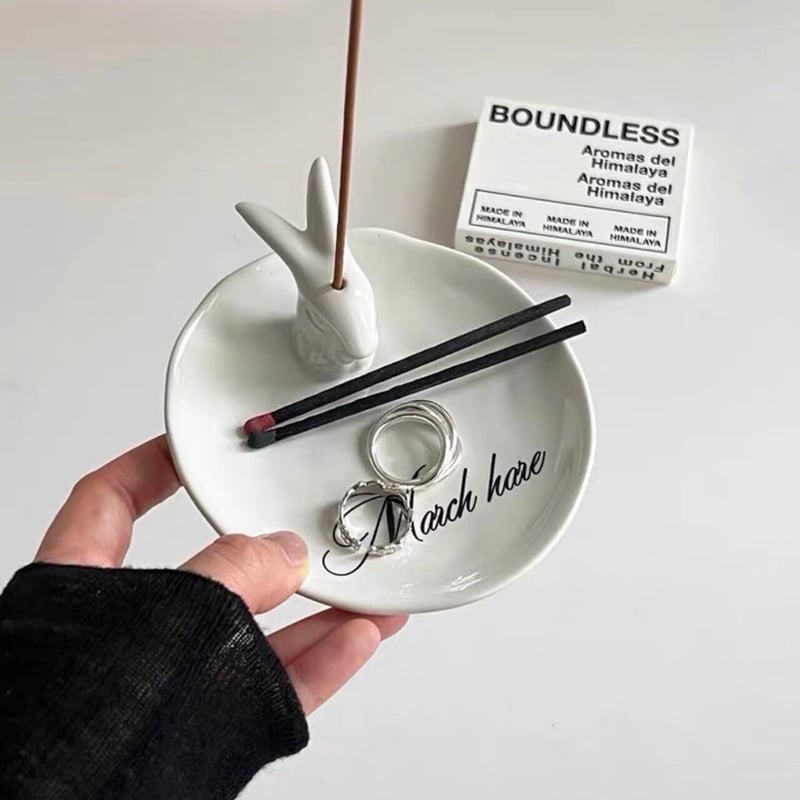 BOUNDLESS
Aromas del
Himalaya
Aromas del
Himalaya
MADE IN
HIMALAYA
MADE IN
HIMALAYA
MADE IN
HIMALAYA
Herbal Incense
From the Himalayas
March hare